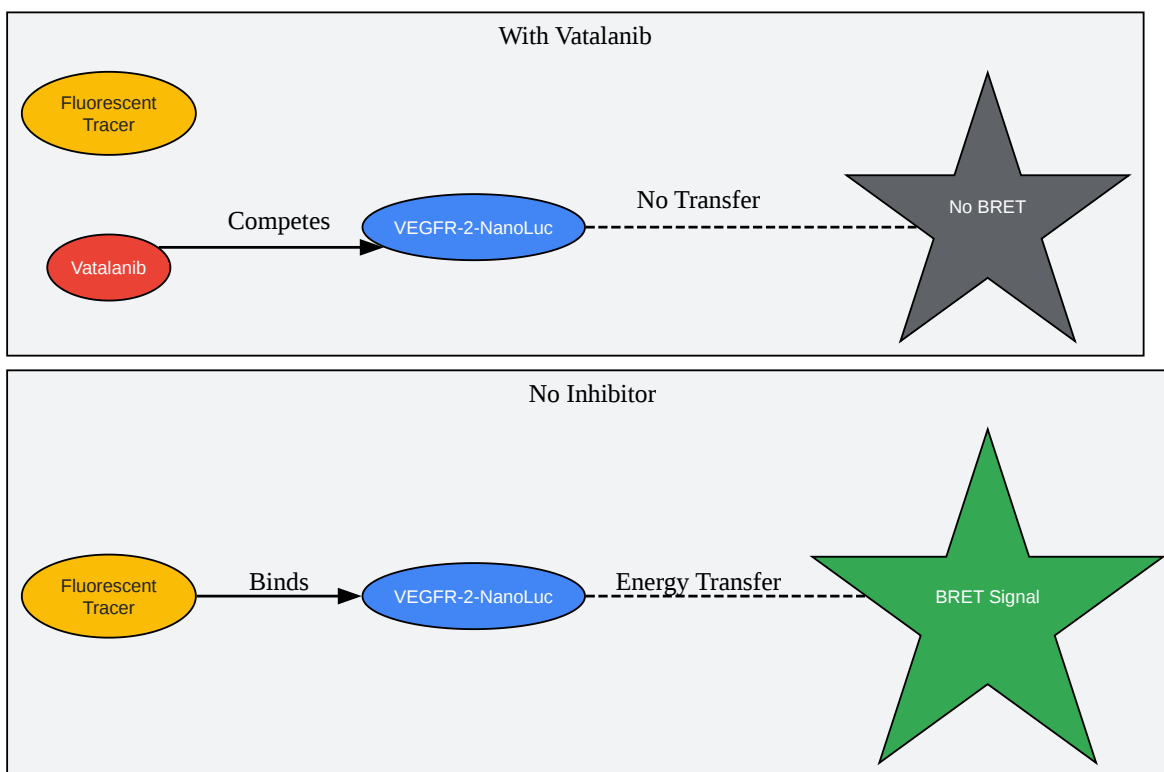 With Vatalanib
Fluorescent
Tracer
Competes
Vatalanib
VEGFR-2-NanoLuc
No Transfer
No BRET
No Inhibitor
Fluorescent
Tracer
Binds
VEGFR-2-NanoLuc
Energy Transfer
BRET Signal